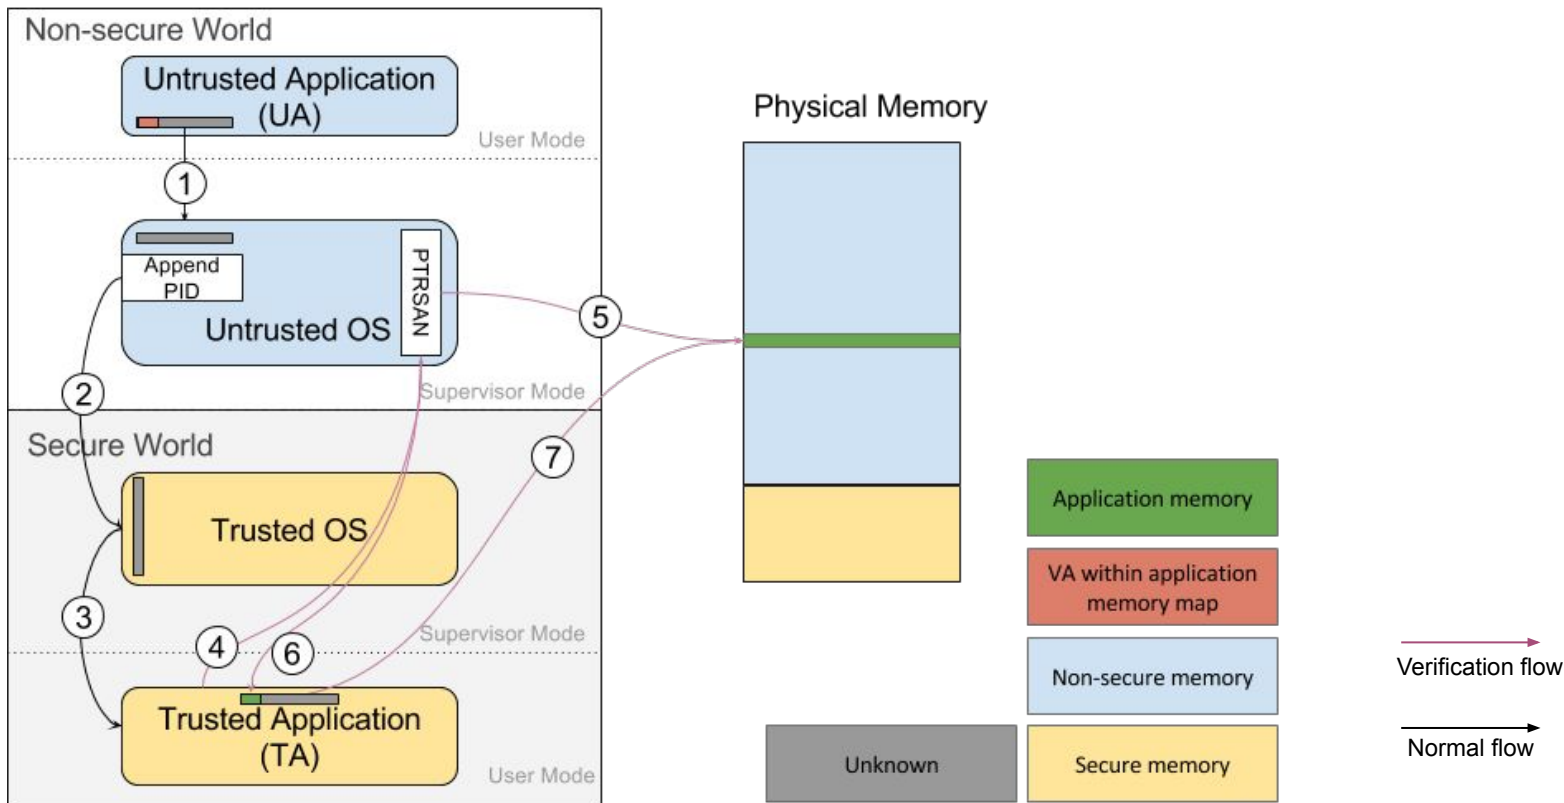 Non-secure World
Untrusted Application
(UA)
User Mode
1
Append
PID
PTRSAN
Untrusted OS
Supervisor Mode
2
Secure World
Trusted OS
3
Supervisor Mode
4
6
Trusted Application
(TA)
User Mode
5
7
Physical Memory
Application memory
VA within application
memory map
Non-secure memory
Unknown
Secure memory
Verification flow
Normal flow